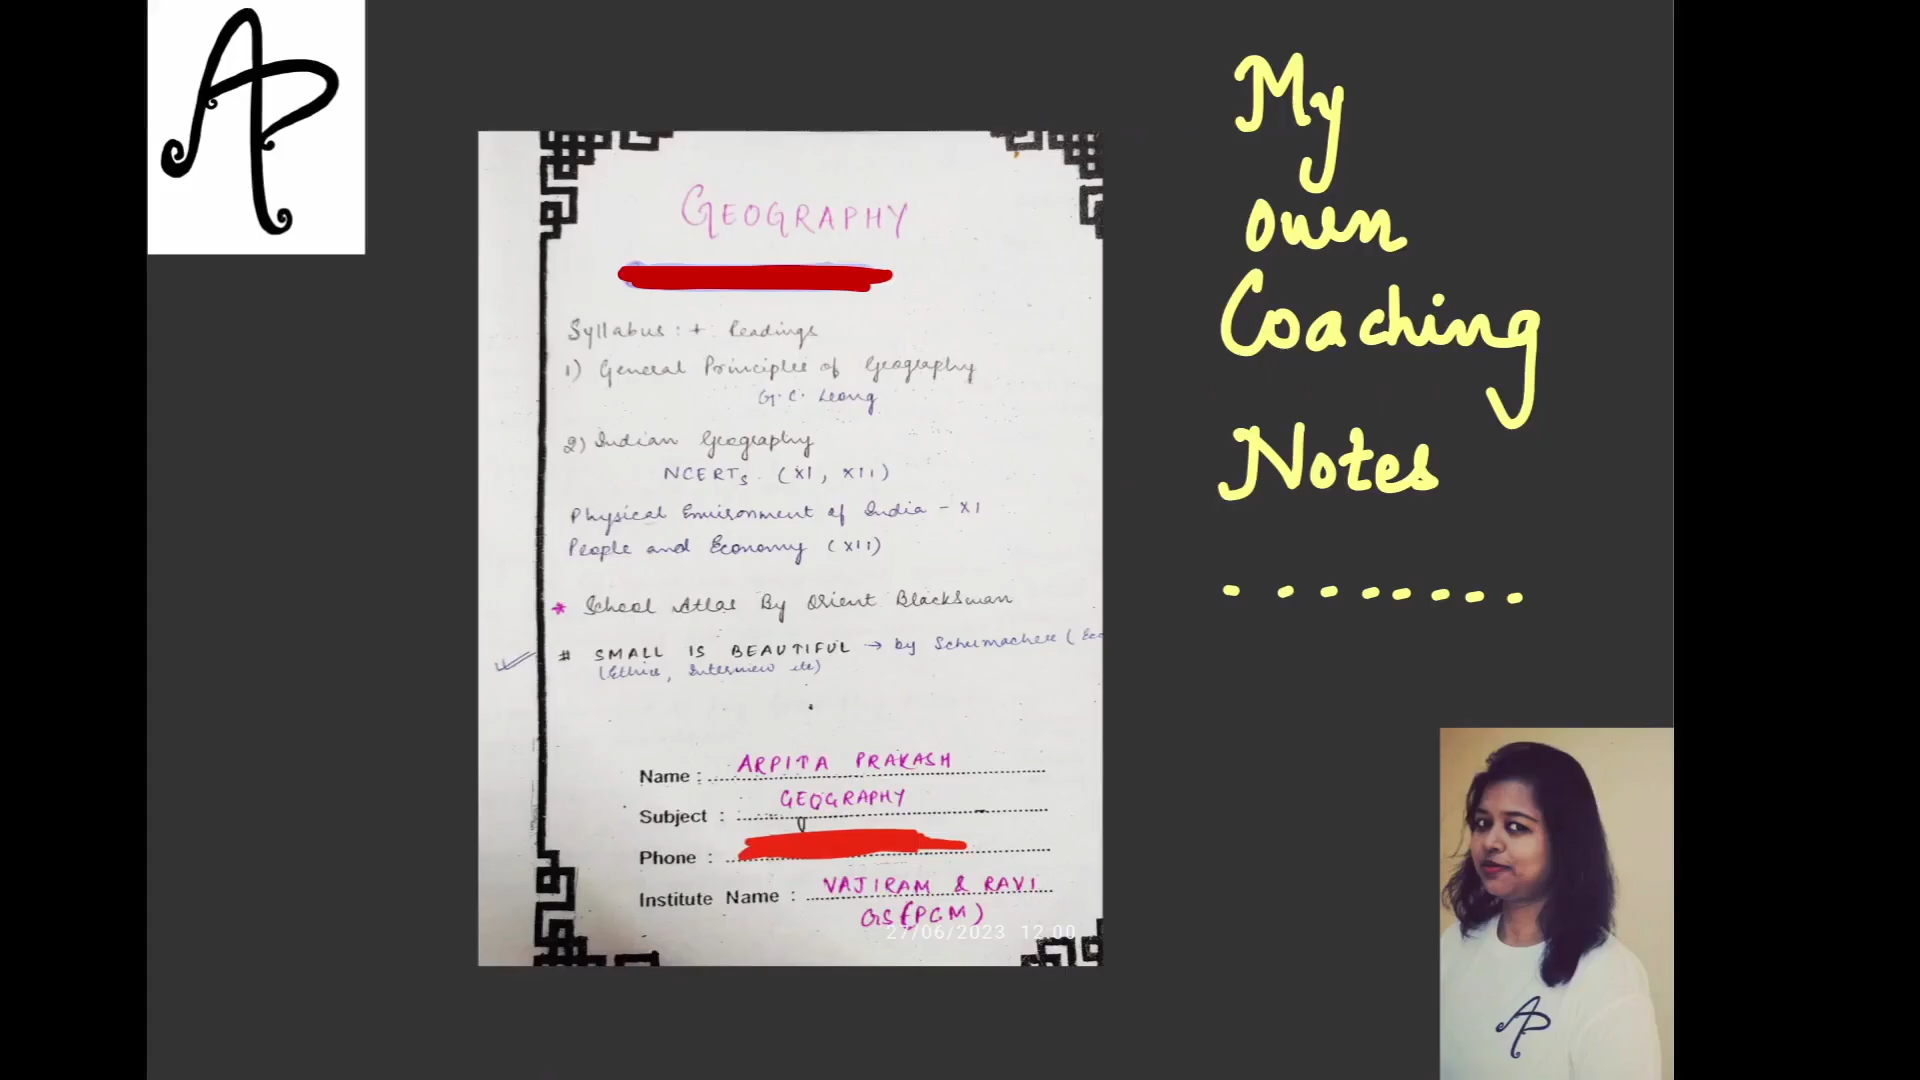 AP
My
own
Coaching
Notes
........
GEOGRAPHY
Syllabus : + Readings
1) General Principles of Geography
G. C. Leong
2) Indian Geography
NCERTs. (XI, XII)
Physical Environment of India - XI
People and Economy (XII)
* School Atlas By Orient Blackswan
# SMALL IS BEAUTIFUL → by Schumacher (Eco
(Ethics, Interview etc)
Name : ARPITA PRAKASH
Subject : GEOGRAPHY
Phone :
Institute Name : VAJIRAM & RAVI
GS (PCM)
27/06/2023 12.00
AP